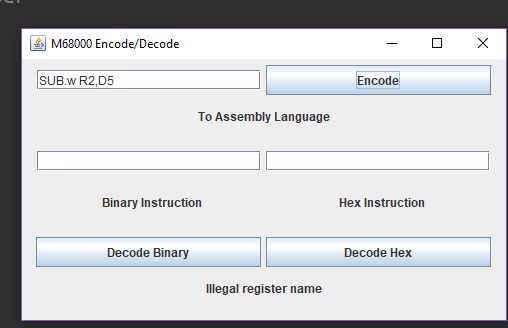 M68000 Encode/Decode
SUB.w R2,D5
Encode
To Assembly Language
Binary Instruction
Hex Instruction
Decode Binary
Decode Hex
Illegal register name